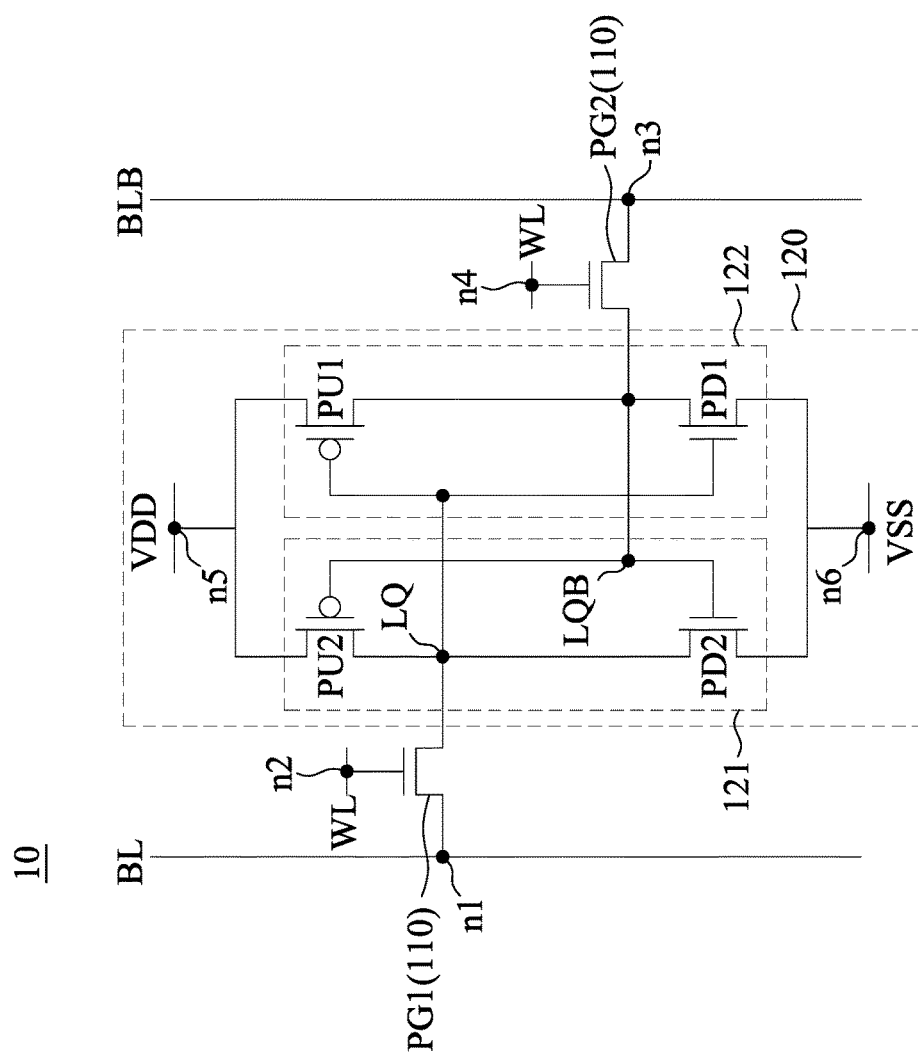 10
BL
BLB
VDD
n5
PU2
PU1
n2
WL
LQ
n4
WL
PG2(110)
n3
PG1(110)
n1
LQB
PD2
PD1
122
121
120
n6
VSS